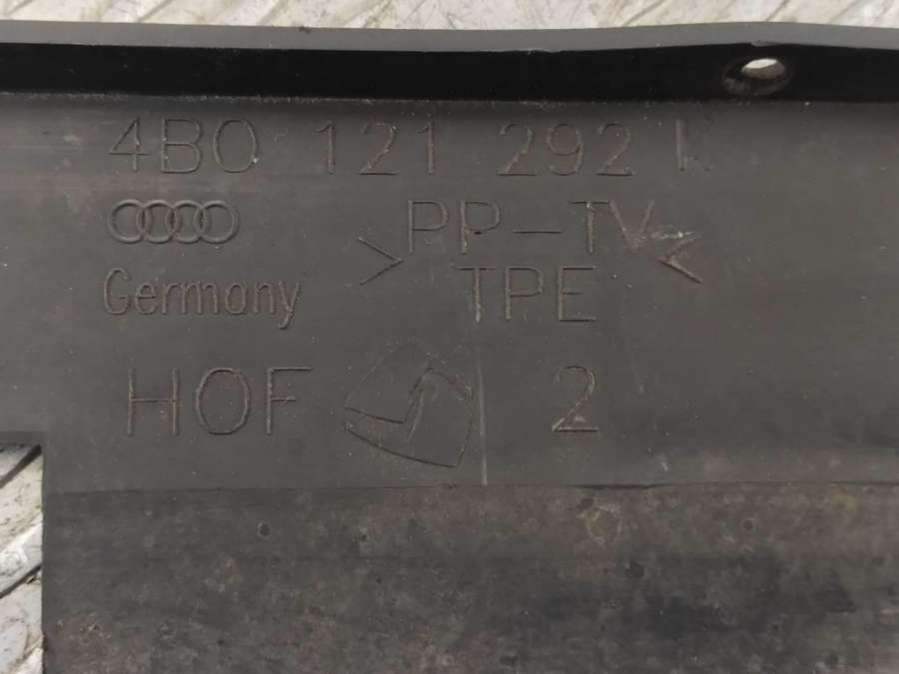 4B0 121 292 K
>PP-TV
TPE<
Germany
HOF 2